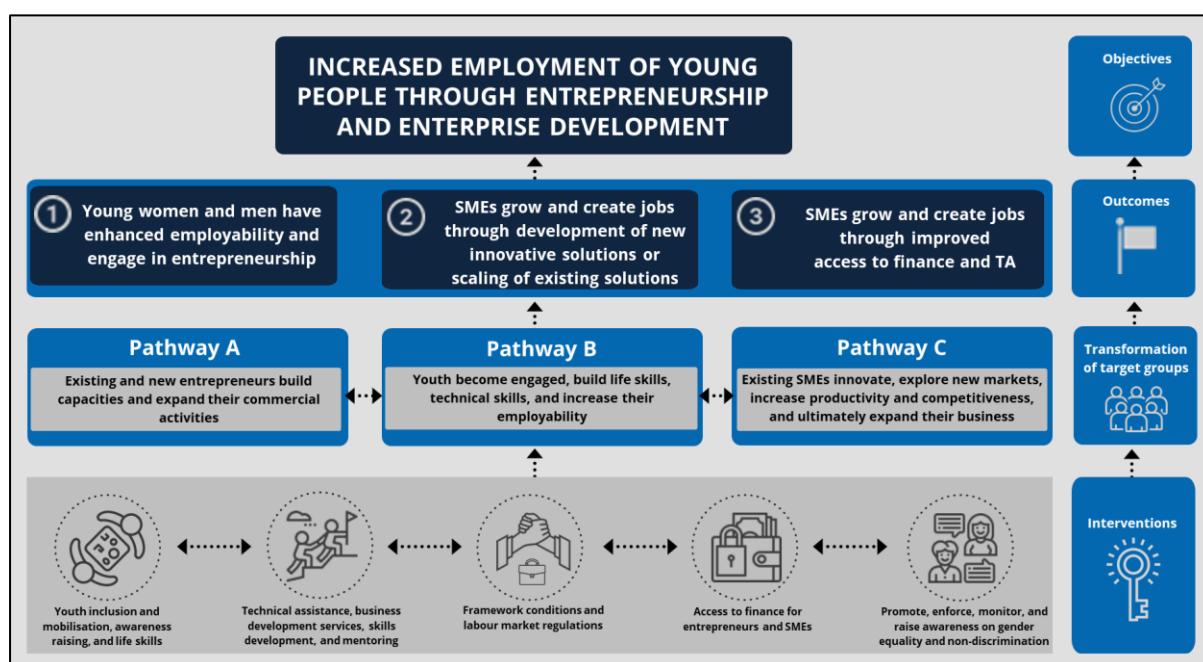 INCREASED EMPLOYMENT OF YOUNG
PEOPLE THROUGH ENTREPRENEURSHIP
AND ENTERPRISE DEVELOPMENT
Objectives
1
Young women and men have
enhanced employability and
engage in entrepreneurship
2
SMEs grow and create jobs
through development of new
innovative solutions or
scaling of existing solutions
3
SMEs grow and create jobs
through improved
access to finance and TA
Outcomes
Pathway A
Existing and new entrepreneurs build
capacities and expand their commercial
activities
Pathway B
Youth become engaged, build life skills,
technical skills, and increase their
employability
Pathway C
Existing SMEs innovate, explore new markets,
increase productivity and competitiveness,
and ultimately expand their business
Transformation
of target groups
Youth inclusion and
mobilisation, awareness
raising, and life skills
Technical assistance, business
development services, skills
development, and mentoring
Framework conditions and
labour market regulations
Access to finance for
entrepreneurs and SMEs
Promote, enforce, monitor, and
raise awareness on gender
equality and non-discrimination
Interventions